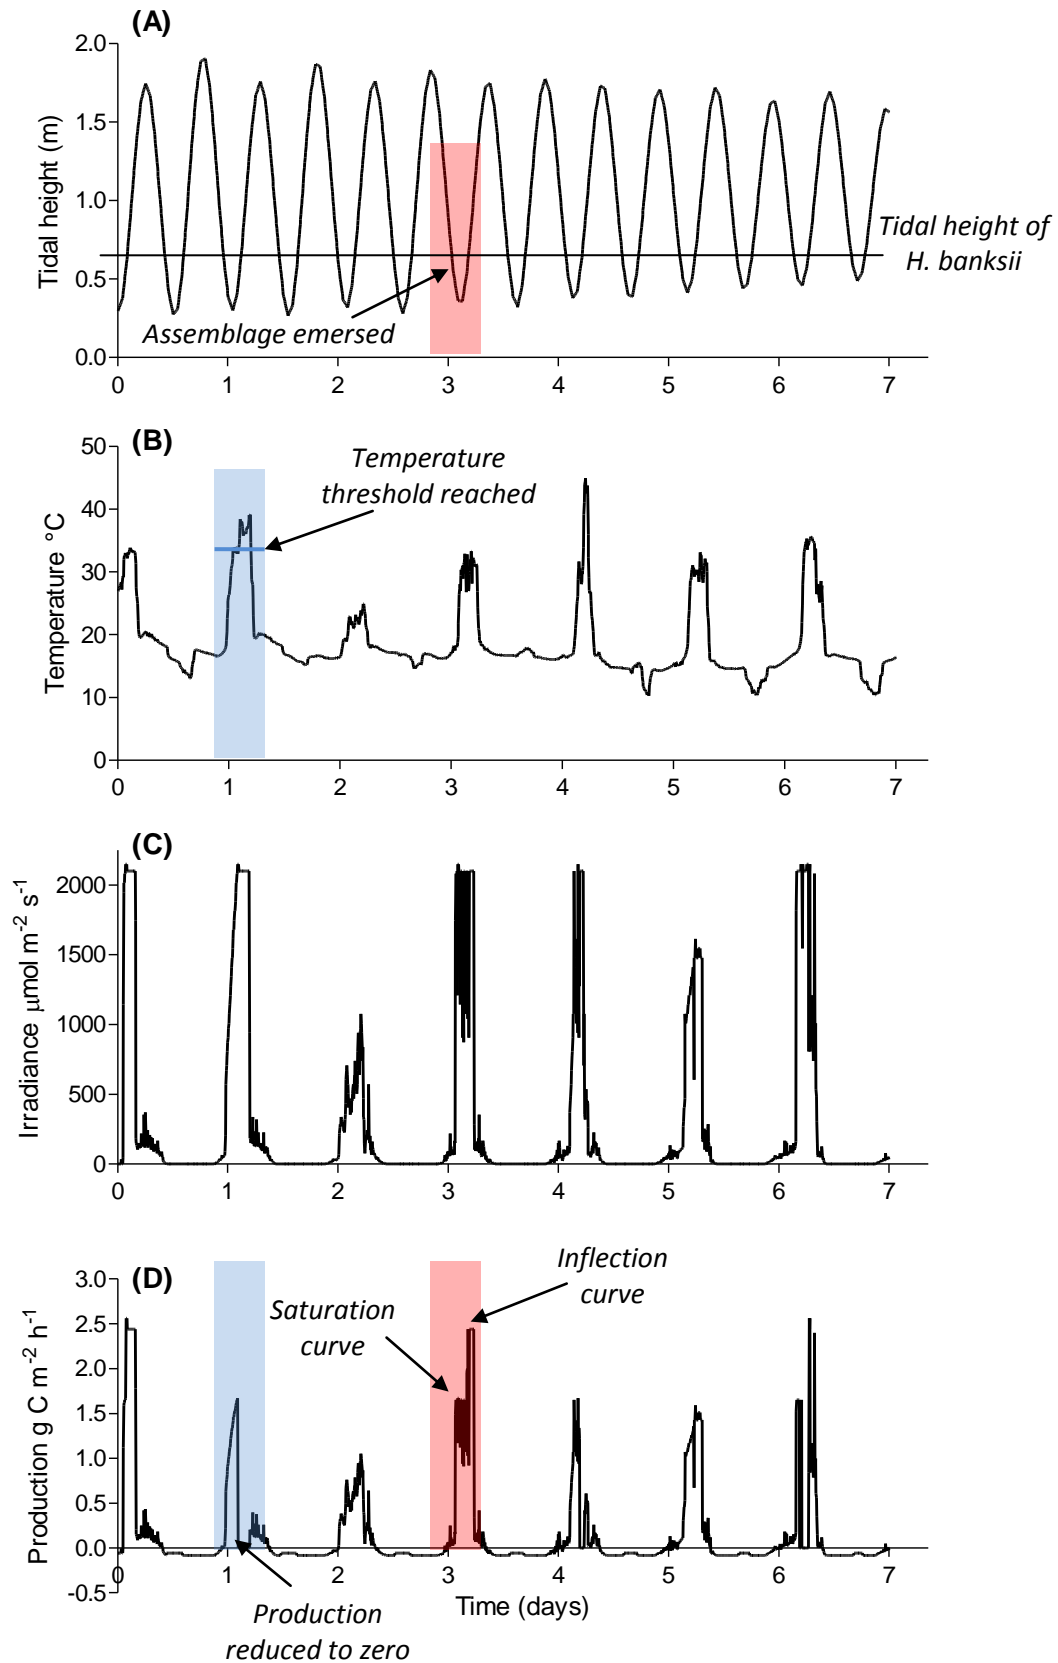 (A)
2.0
1.5
1.0
0.5
0.0
Tidal height (m)
Tidal height of
H. banksii
Assemblage emersed
0 1 2 3 4 5 6 7
(B)
50
40
30
20
10
0
Temperature °C
Temperature
threshold reached
0 1 2 3 4 5 6 7
(C)
2000
1500
1000
500
0
Irradiance μmol m-2 s-1
0 1 2 3 4 5 6 7
(D)
3.0
2.5
2.0
1.5
1.0
0.5
0.0
-0.5
Production g C m-2 h-1
Inflection
curve
Saturation
curve
0 1 2 3 4 5 6 7
Time (days)
Production
reduced to zero